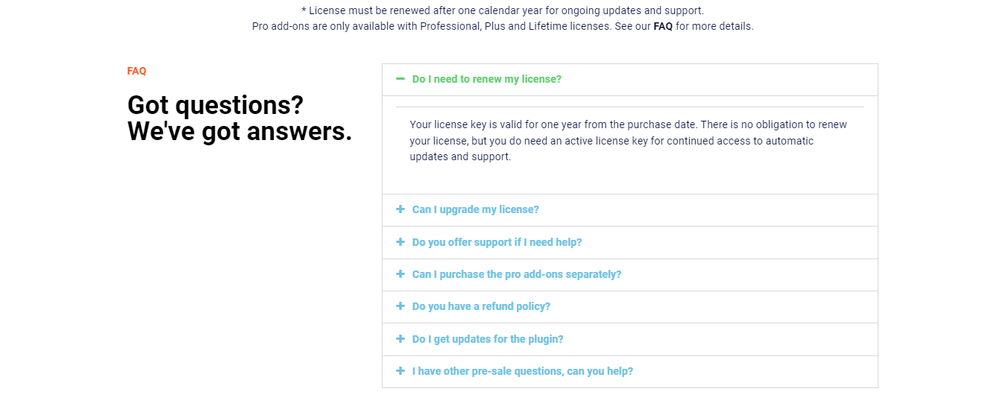 * License must be renewed after one calendar year for ongoing updates and support.
Pro add-ons are only available with Professional, Plus and Lifetime licenses. See our FAQ for more details.
FAQ
Got questions?
We've got answers.
Do I need to renew my license?
Your license key is valid for one year from the purchase date. There is no obligation to renew
your license, but you do need an active license key for continued access to automatic
updates and support.
Can I upgrade my license?
Do you offer support if I need help?
Can I purchase the pro add-ons separately?
Do you have a refund policy?
Do I get updates for the plugin?
I have other pre-sale questions, can you help?